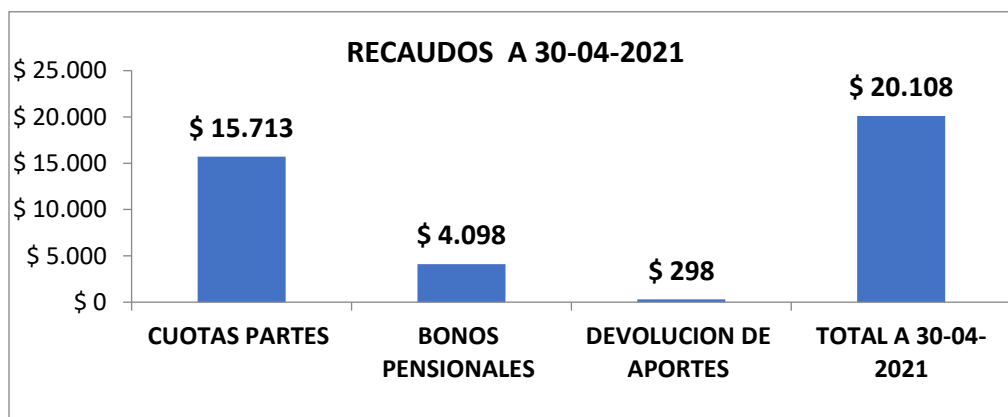 RECAUDOS A 30-04-2021
$ 25.000
$ 20.000
$ 15.000
$ 10.000
$ 5.000
$ 0
$ 15.713
$ 4.098
$ 298
$ 20.108
CUOTAS PARTES
BONOS
PENSIONALES
DEVOLUCION DE
APORTES
TOTAL A 30-04-
2021